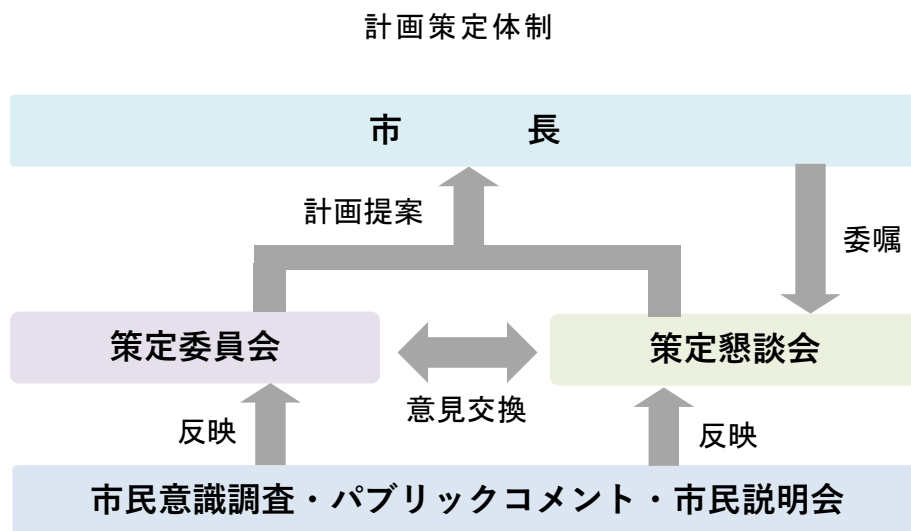 計画策定体制
市　　　長
計画提案
委嘱
策定委員会
策定懇談会
意見交換
反映
反映
市民意識調査・パブリックコメント・市民説明会